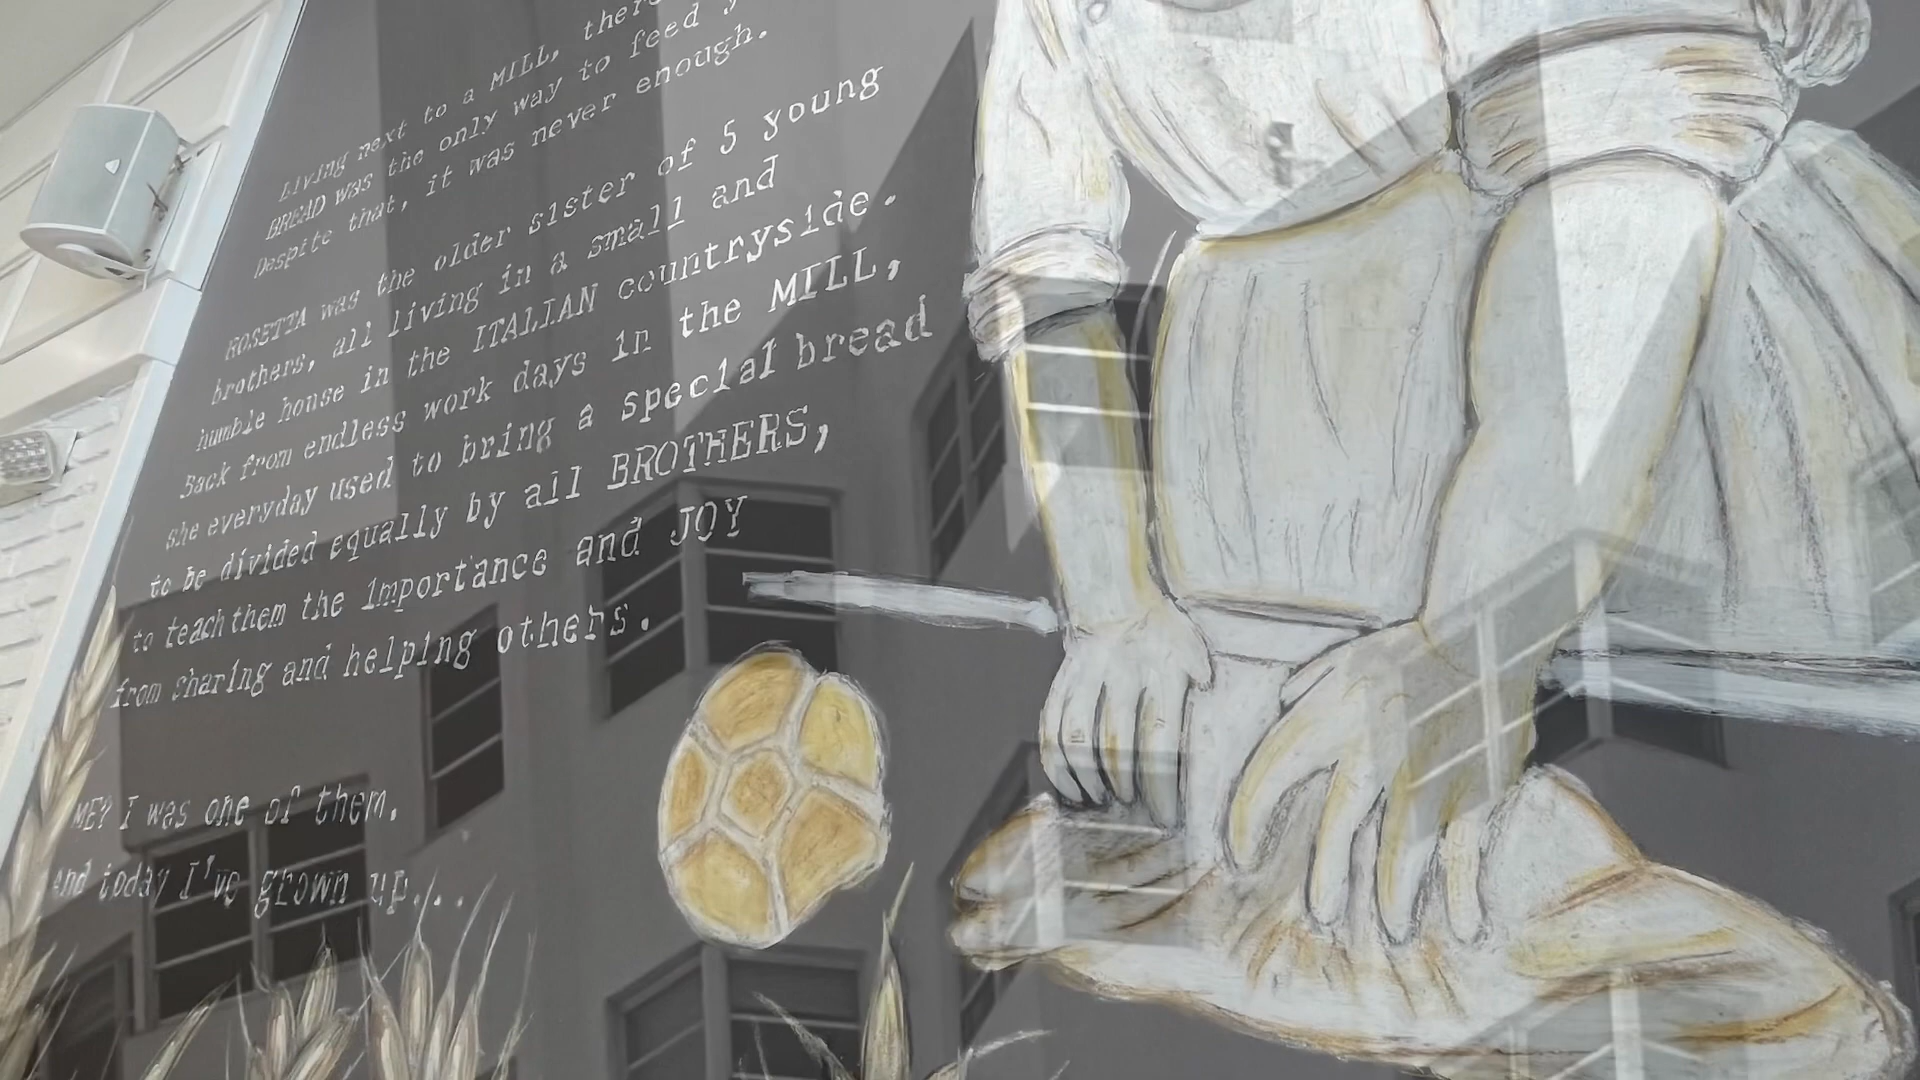 Living next to a MILL, there
BREAD was the only way to feed
Despite that, it was never enough.
ROSETTA was the older sister of 5 young
brothers, all living in a small and
humble house in the ITALIAN countryside.
Back from endless work days in the MILL,
she everyday used to bring a special bread
to be divided equally by all BROTHERS,
to teach them the importance and JOY
from sharing and helping others.
ME? I was one of them.
And today I've grown up...